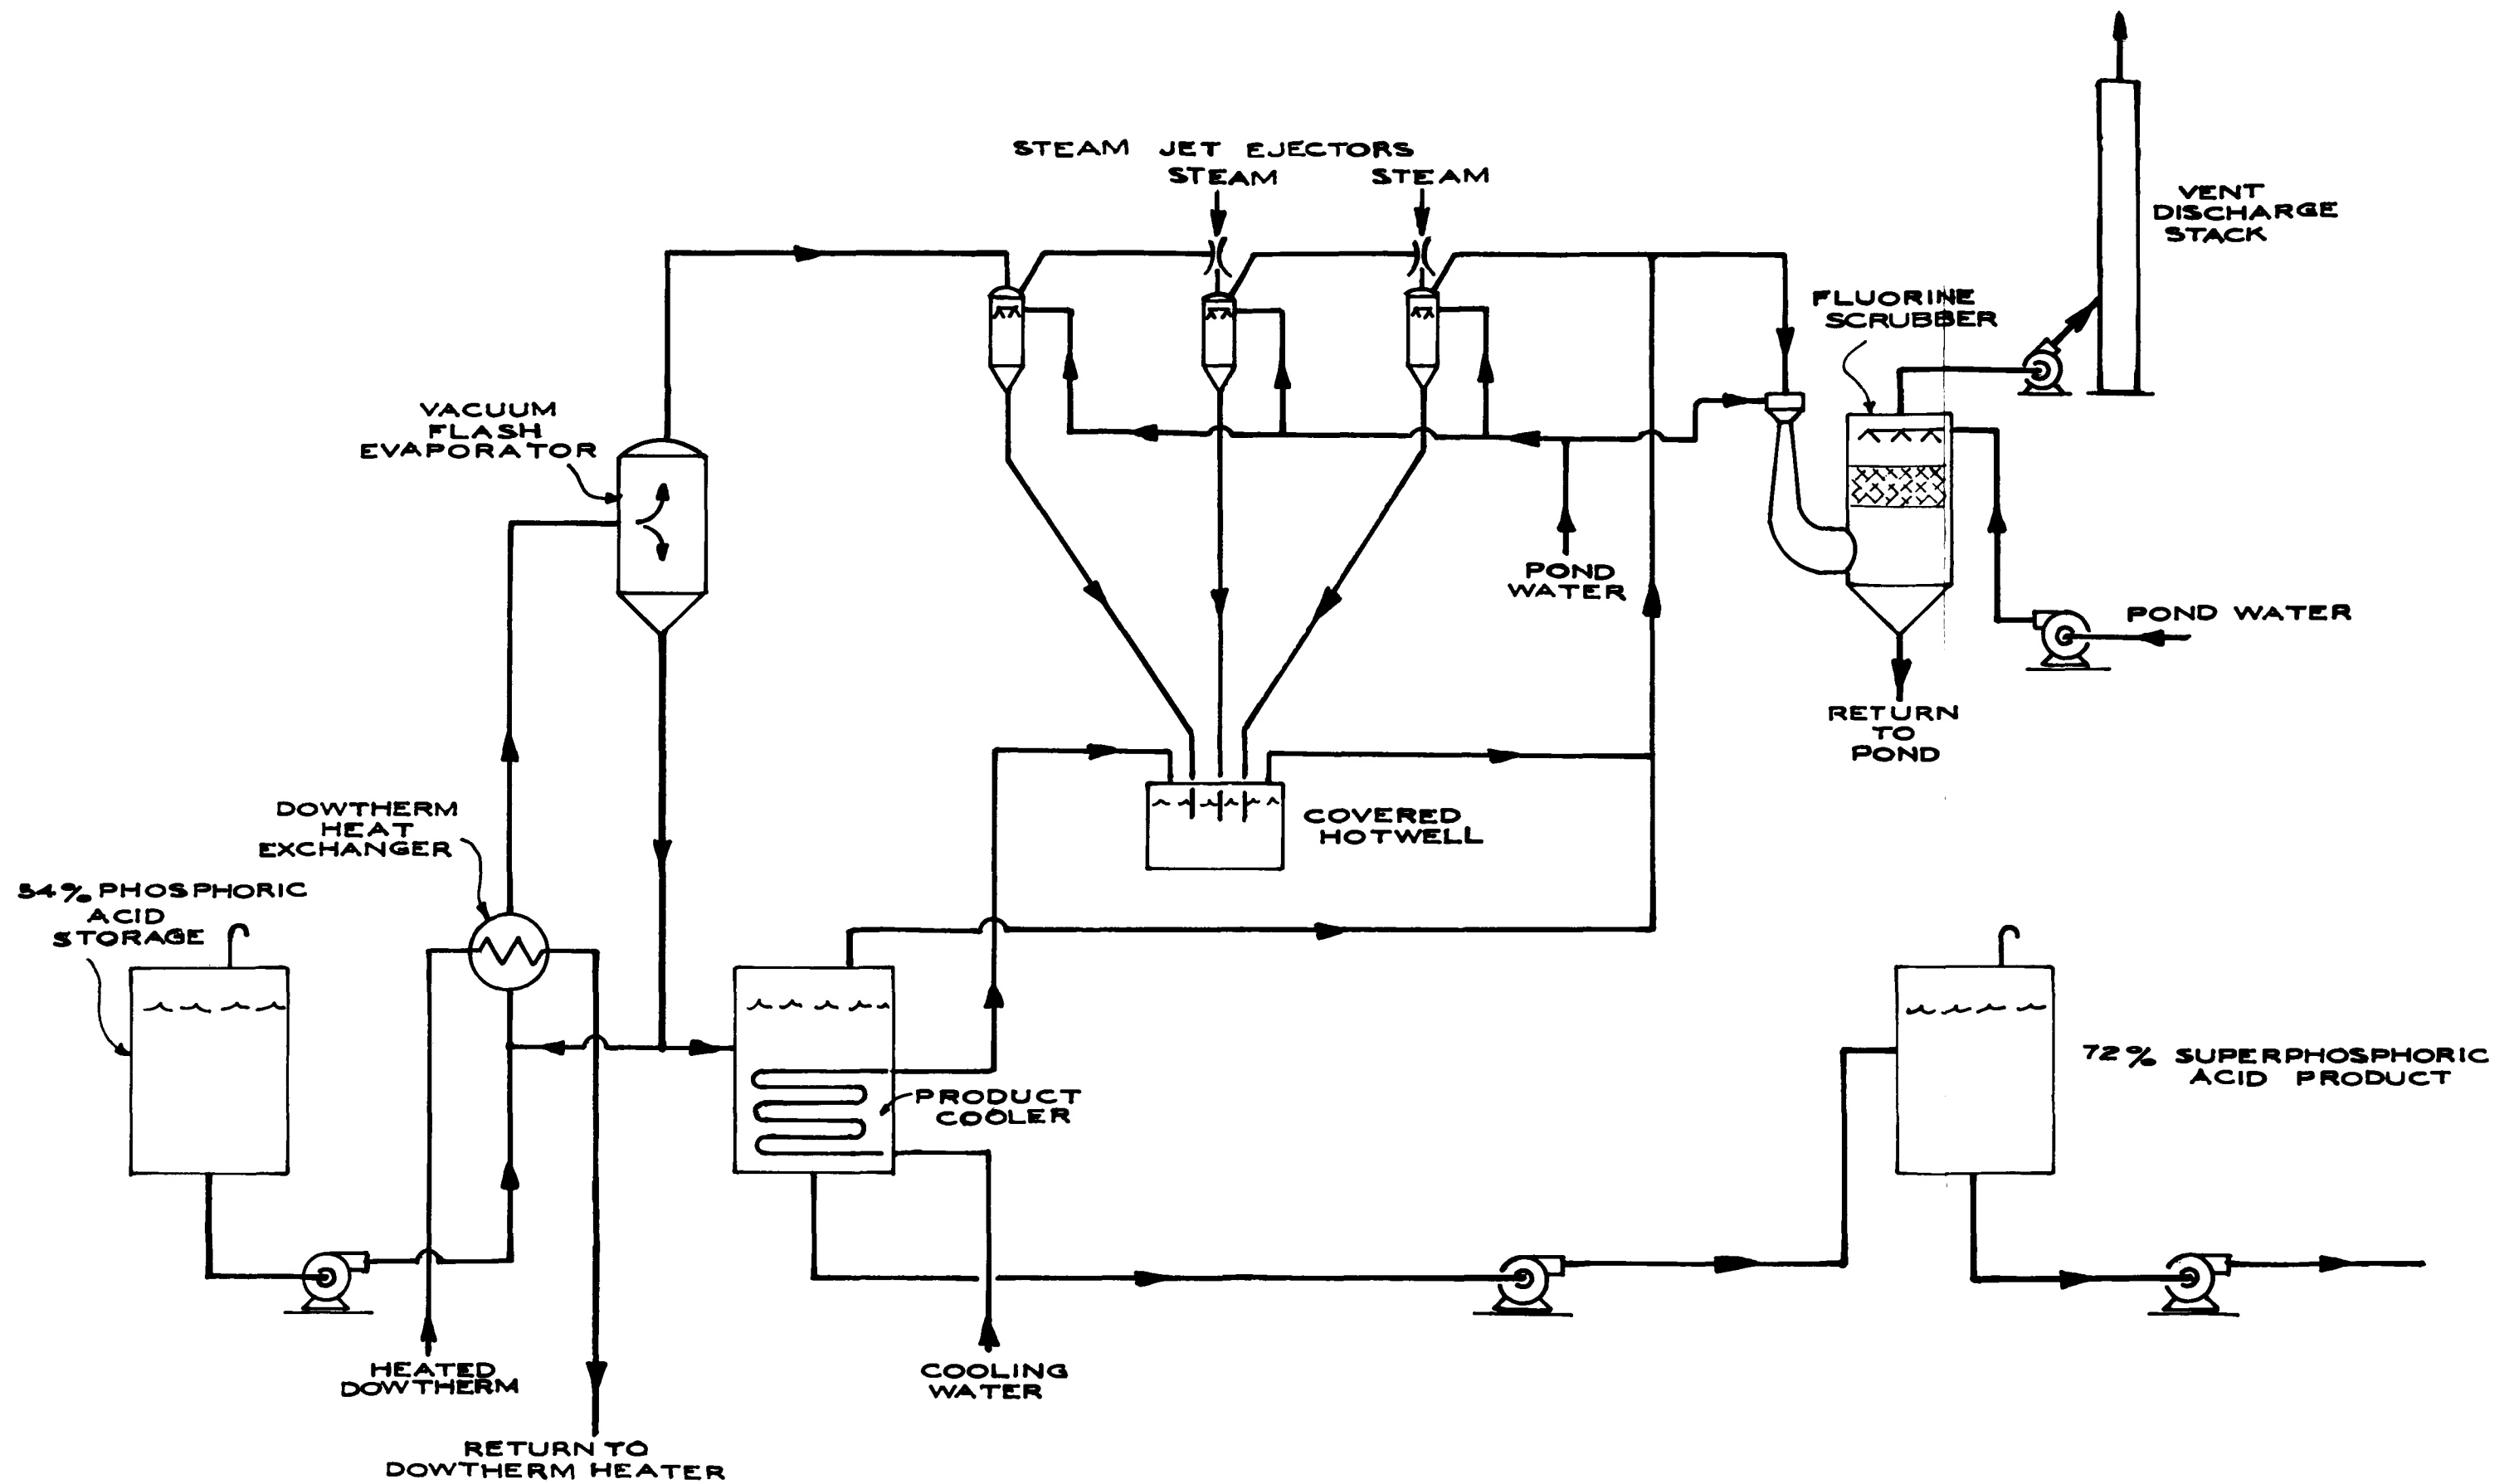 STEAM JET EJECTORS
STEAM
STEAM
VENT
DISCHARGE
STACK
FLUORINE
SCRUBBER
VACUUM
FLASH
EVAPORATOR
POND
WATER
POND WATER
RETURN
TO
POND
DOWTHERM
HEAT
EXCHANGER
COVERED
HOTWELL
54% PHOSPHORIC
ACID
STORAGE
PRODUCT
COOLER
72% SUPERPHOSPHORIC
ACID PRODUCT
HEATED
DOWTHERM
COOLING
WATER
RETURN TO
DOWTHERM HEATER